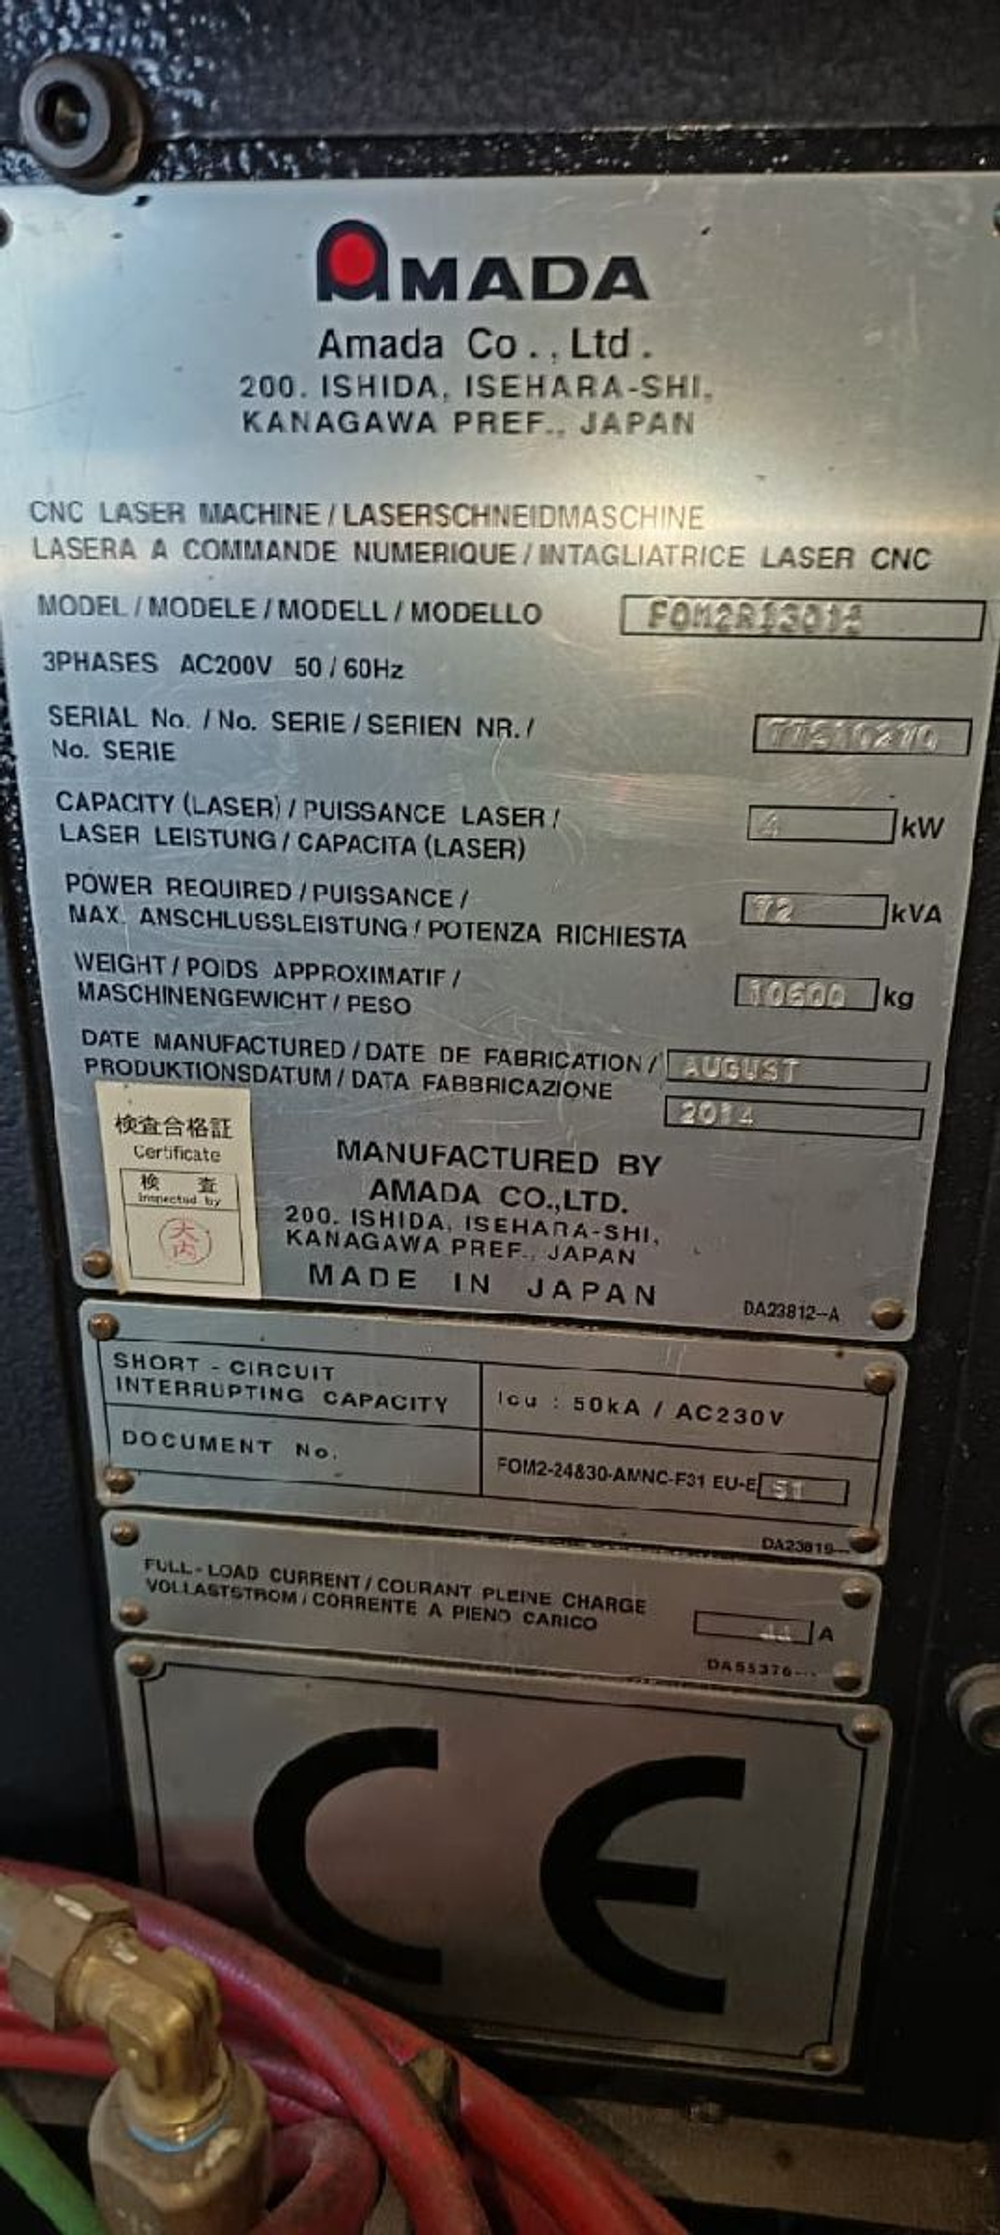 AMADA
Amada Co., Ltd.
200. ISHIDA, ISEHARA-SHI,
KANAGAWA PREF., JAPAN
CNC LASER MACHINE / LASERSCHNEIDMASCHINE
LASERA A COMMANDE NUMERIQUE / INTAGLIATRICE LASER CNC
MODEL / MODELE / MODELL / MODELLO
3PHASES AC200V 50 / 60Hz
SERIAL No. / No. SERIE / SERIEN NR. /
No. SERIE
CAPACITY (LASER) / PUISSANCE LASER /
LASER LEISTUNG / CAPACITA (LASER) 4 kW
POWER REQUIRED / PUISSANCE /
MAX. ANSCHLUSSLEISTUNG / POTENZA RICHIESTA 72 kVA
WEIGHT / POIDS APPROXIMATIF /
MASCHINENGEWICHT / PESO 10600 kg
DATE MANUFACTURED / DATE DE FABRICATION / AUGUST
PRODUKTIONSDATUM / DATA FABBRICAZIONE
2014
検査合格証
Certificate
検 査
Inspected by
大内
MANUFACTURED BY
AMADA CO.,LTD.
200. ISHIDA, ISEHARA-SHI,
KANAGAWA PREF., JAPAN
MADE IN JAPAN
DA23812-A
SHORT - CIRCUIT
INTERRUPTING CAPACITY
Icu : 50kA / AC230V
DOCUMENT No.
FOM2-24&30-AMNC-F31 EU-E 51
FULL-LOAD CURRENT / COURANT PLEINE CHARGE
VOLLASTSTROM / CORRENTE A PIENO CARICO
A
CE